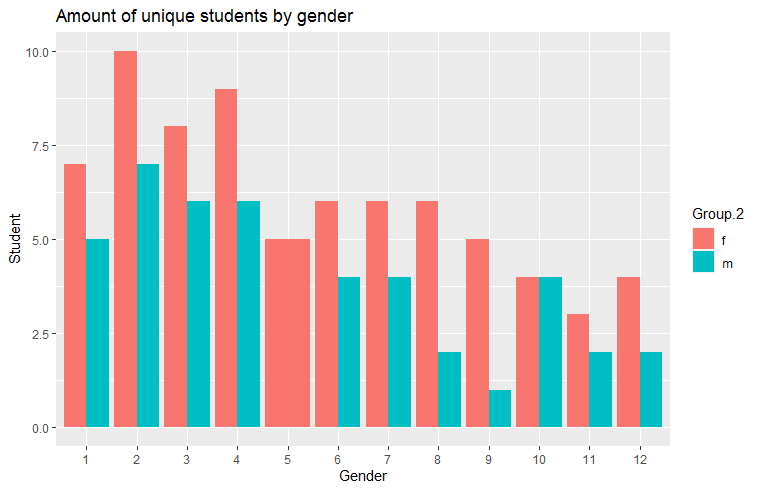 Amount of unique students by gender
10.0
7.5
5.0
2.5
0.0
Student
1 2 3 4 5 6 7 8 9 10 11 12
Gender
Group.2
f
m